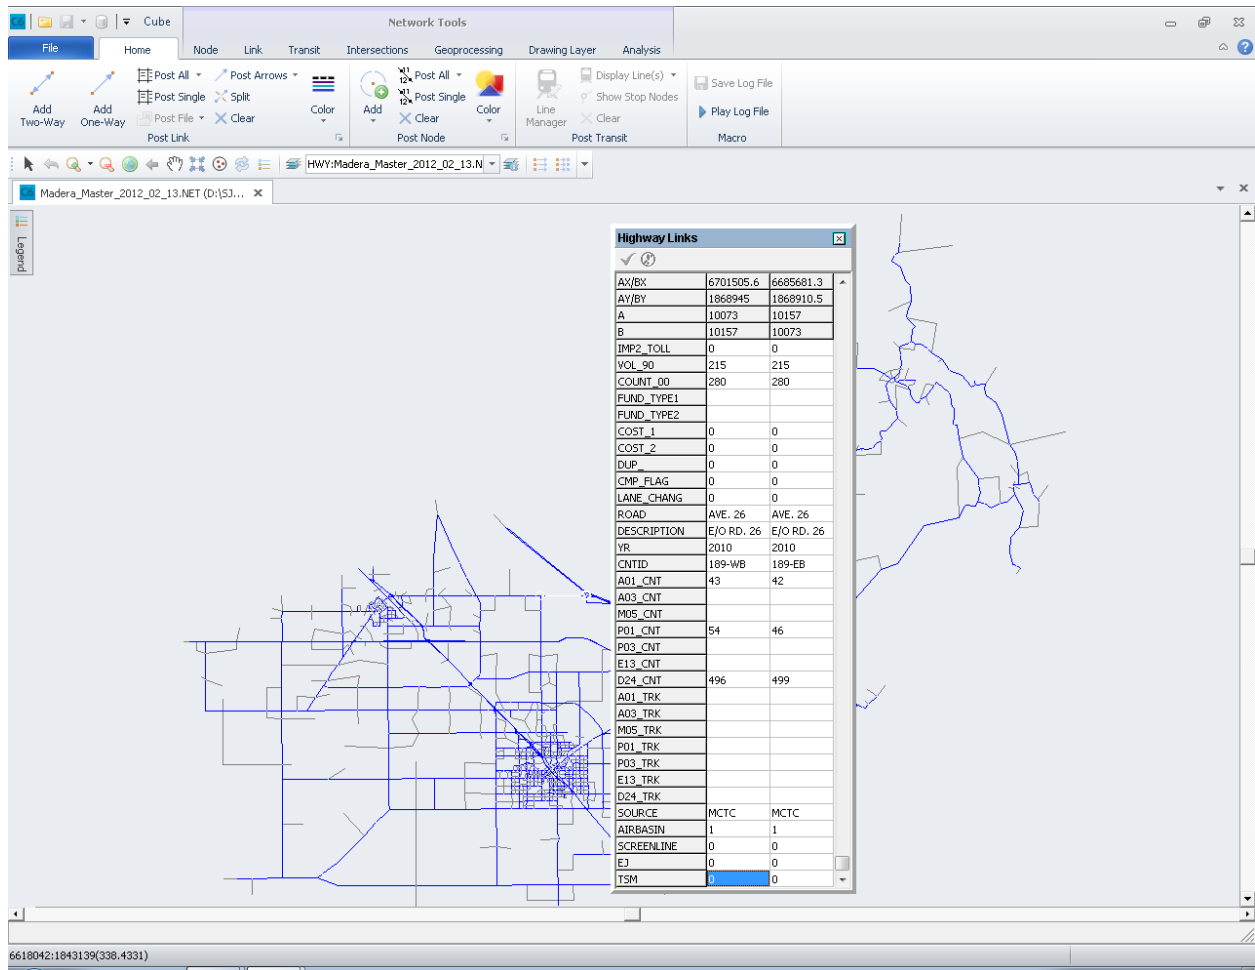 C6 Cube Network Tools
File Home Node Link Transit Intersections Geoprocessing Drawing Layer Analysis
Add Two-Way
Add One-Way
Post All Post Arrows
Post Single Split
Post File Clear
Color
Post Link
Add
Post All
Post Single
Clear
Color
Post Node
Line Manager
Display Line(s)
Show Stop Nodes
Clear
Post Transit
Save Log File
Play Log File
Macro
HWY:Madera_Master_2012_02_13.N
C6 Madera_Master_2012_02_13.NET (D:\SJ...
Legend
Highway Links
AX/BX 6701505.6 6685681.3
AY/BY 1868945 1868910.5
A 10073 10157
B 10157 10073
IMP2_TOLL 0 0
VOL_90 215 215
COUNT_00 280 280
FUND_TYPE1
FUND_TYPE2
COST_1 0 0
COST_2 0 0
DUP_ 0 0
CMP_FLAG 0 0
LANE_CHANG 0 0
ROAD AVE. 26 AVE. 26
DESCRIPTION E/O RD. 26 E/O RD. 26
YR 2010 2010
CNTID 189-WB 189-EB
A01_CNT 43 42
A03_CNT
M05_CNT
P01_CNT 54 46
P03_CNT
E13_CNT
D24_CNT 496 499
A01_TRK
A03_TRK
M05_TRK
P01_TRK
P03_TRK
E13_TRK
D24_TRK
SOURCE MCTC MCTC
AIRBASIN 1 1
SCREENLINE 0 0
EJ 0 0
TSM 0 0
6618042:1843139(338.4331)